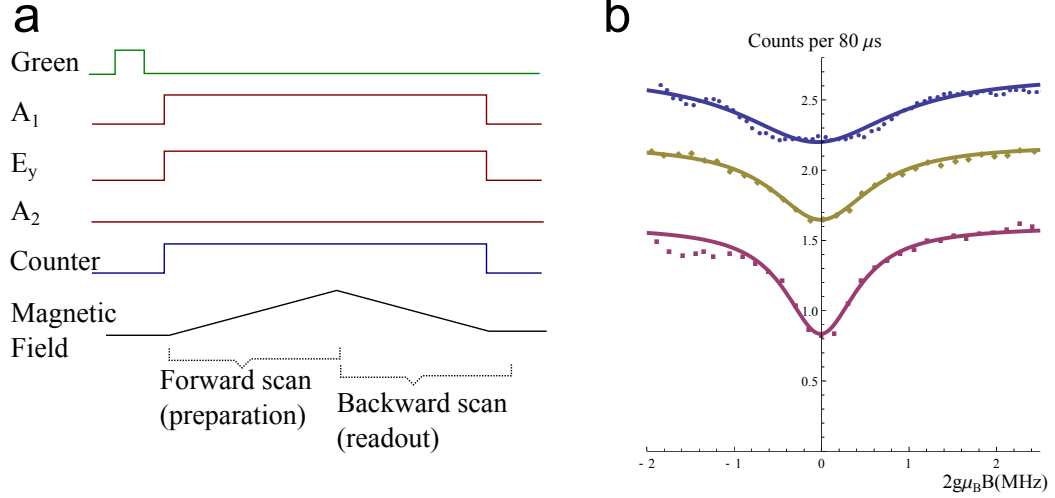 a
Green
A1
Ey
A2
Counter
Magnetic
Field
Forward scan
(preparation)
Backward scan
(readout)
b
Counts per 80 μs
2.5
2.0
1.5
1.0
0.5
-2
-1
0
1
2
2gμBB(MHz)